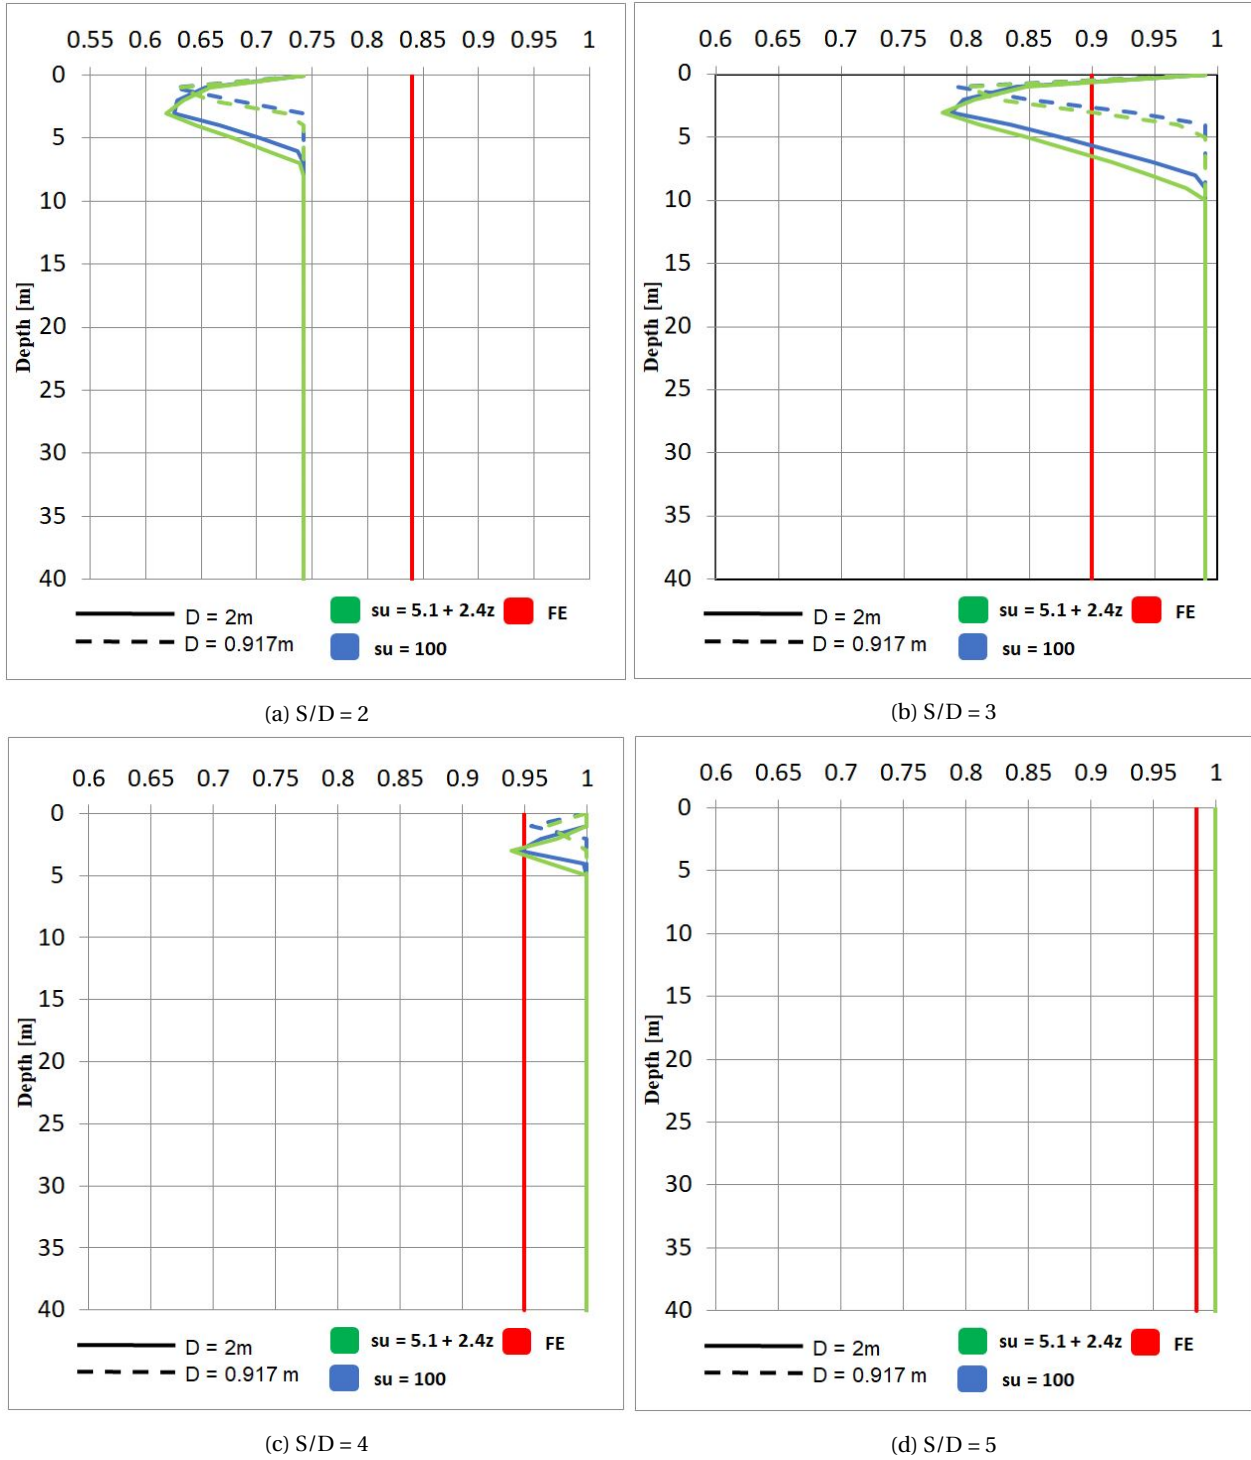 0.55 0.6 0.65 0.7 0.75 0.8 0.85 0.9 0.95 1
0
5
10
15
20
25
30
35
40
Depth [m]
D = 2m
D = 0.917m
su = 5.1 + 2.4z
su = 100
FE
(a) S/D = 2
0.6 0.65 0.7 0.75 0.8 0.85 0.9 0.95 1
0
5
10
15
20
25
30
35
40
Depth [m]
D = 2m
D = 0.917 m
su = 5.1 + 2.4z
su = 100
FE
(b) S/D = 3
0.6 0.65 0.7 0.75 0.8 0.85 0.9 0.95 1
0
5
10
15
20
25
30
35
40
Depth [m]
D = 2m
D = 0.917 m
su = 5.1 + 2.4z
su = 100
FE
(c) S/D = 4
0.6 0.65 0.7 0.75 0.8 0.85 0.9 0.95 1
0
5
10
15
20
25
30
35
40
Depth [m]
D = 2m
D = 0.917 m
su = 5.1 + 2.4z
su = 100
FE
(d) S/D = 5